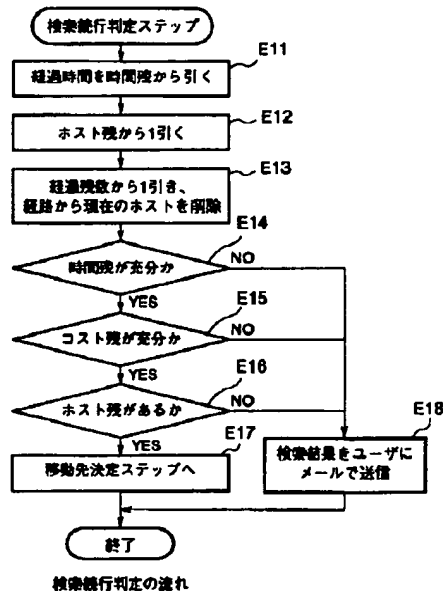 検索続行判定ステップ
E11
経過時間を時間残から引く
E12
ホスト残から1引く
E13
経過残数から1引き、
経路から現在のホストを削除
E14
時間残が充分か
NO
YES
E15
コスト残が充分か
NO
YES
E16
ホスト残があるか
NO
YES
E17
移動先決定ステップへ
E18
検索結果をユーザに
メールで送信
終了
検索続行判定の流れ